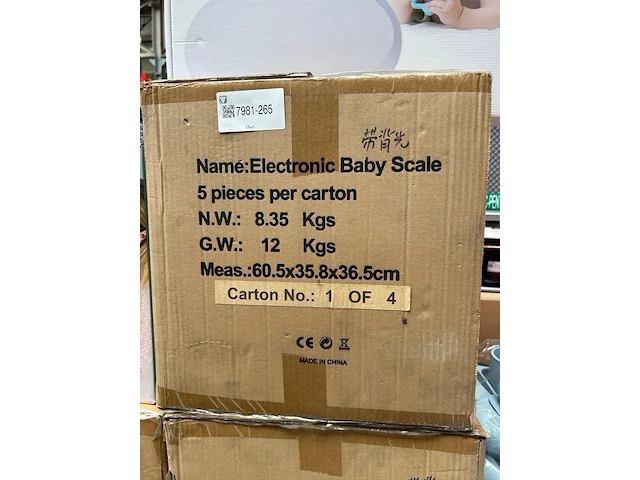 7981-265
带背光
Name:Electronic Baby Scale
5 pieces per carton
N.W.: 8.35 Kgs
G.W.: 12 Kgs
Meas.:60.5x35.8x36.5cm
Carton No.: 1 OF 4
CE
MADE IN CHINA